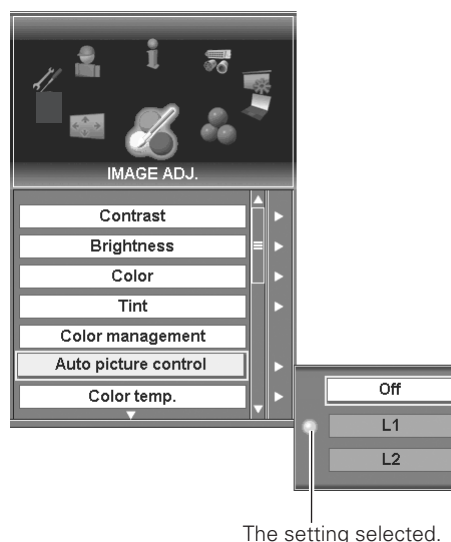 IMAGE ADJ.
Contrast
Brightness
Color
Tint
Color management
Auto picture control
Color temp.
Off
L1
L2
The setting selected.